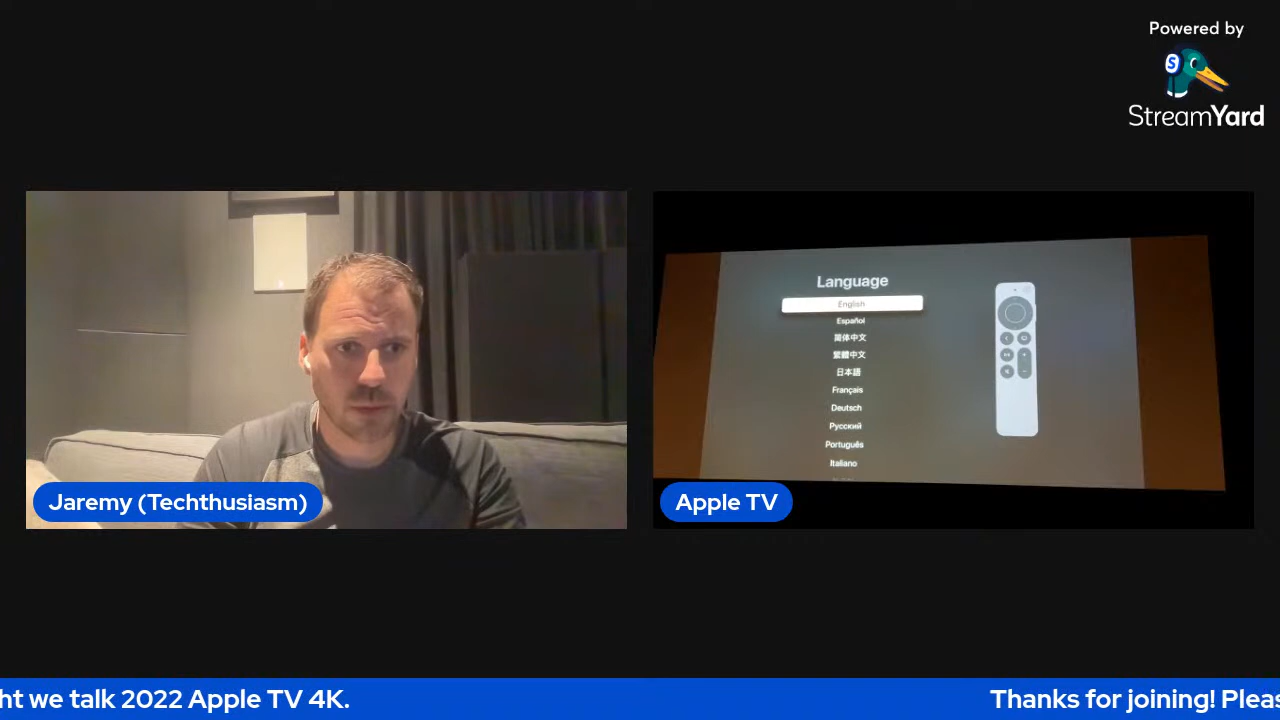 Powered by
StreamYard
Language
English
Español
简体中文
繁體中文
日本語
Français
Deutsch
Русский
Português
Italiano
Jaremy (Techthusiasm)
Apple TV
ht we talk 2022 Apple TV 4K.
Thanks for joining! Pleas